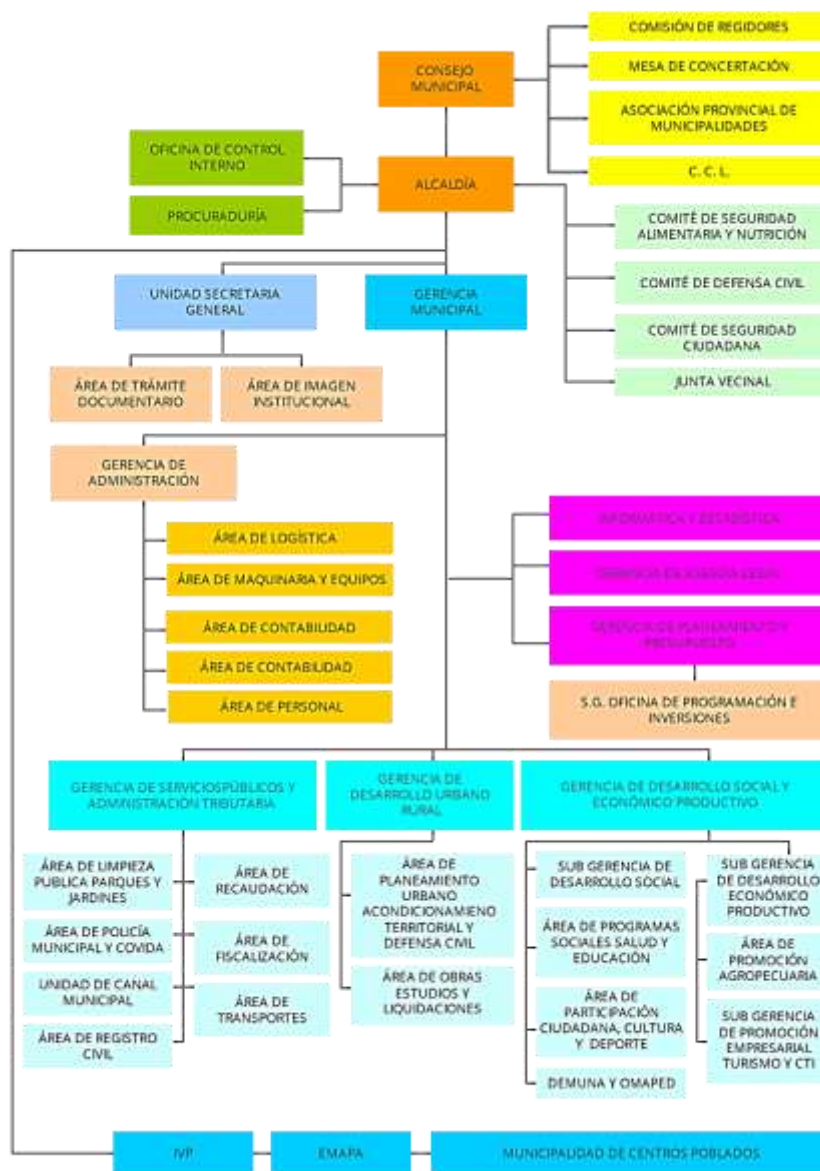 COMISIÓN DE REGIDORES
CONSEJO
MUNICIPAL
MESA DE CONCERTACIÓN
ASOCIACIÓN PROVINCIAL DE
MUNICIPALIDADES
C. C. L.
OFICINA DE CONTROL
INTERNO
PROCURADURÍA
ALCALDÍA
COMITÉ DE SEGURIDAD
ALIMENTARIA Y NUTRICIÓN
COMITÉ DE DEFENSA CIVIL
COMITÉ DE SEGURIDAD
CIUDADANA
JUNTA VECINAL
UNIDAD SECRETARIA
GENERAL
GERENCIA
MUNICIPAL
ÁREA DE TRÁMITE
DOCUMENTARIO
ÁREA DE IMAGEN
INSTITUCIONAL
GERENCIA DE
ADMINISTRACIÓN
ÁREA DE LOGÍSTICA
ÁREA DE MAQUINARIA Y EQUIPOS
ÁREA DE CONTABILIDAD
ÁREA DE CONTABILIDAD
ÁREA DE PERSONAL
INFORMÁTICA Y ESTADÍSTICA
GERENCIA DE
GERENCIA DE PLANEAMIENTO Y
PRESUPUESTO
S.G. OFICINA DE PROGRAMACIÓN E
INVERSIONES
GERENCIA DE SERVICIOSPÚBLICOS Y
ADMINISTRACIÓN TRIBUTARIA
GERENCIA DE
DESARROLLO URBANO
RURAL
GERENCIA DE DESARROLLO SOCIAL Y
ECONÓMICO PRODUCTIVO
ÁREA DE LIMPIEZA
PUBLICA PARQUES Y
JARDINES
ÁREA DE POLICÍA
MUNICIPAL Y COVIDA
UNIDAD DE CANAL
MUNICIPAL
ÁREA DE REGISTRO
CIVIL
ÁREA DE
RECAUDACIÓN
ÁREA DE
FISCALIZACIÓN
ÁREA DE
TRANSPORTES
ÁREA DE
PLANEAMIENTO
URBANO
ACONDICIONAMIENO
TERRITORIAL Y
DEFENSA CIVIL
ÁREA DE OBRAS
ESTUDIOS Y
LIQUIDACIONES
SUB GERENCIA DE
DESARROLLO SOCIAL
ÁREA DE PROGRAMAS
SOCIALES SALUD Y
EDUCACIÓN
ÁREA DE
PARTICIPACIÓN
CIUDADANA, CULTURA
Y DEPORTE
DEMUNA Y OMAPED
SUB GERENCIA
DE DESARROLLO
ECONÓMICO
PRODUCTIVO
ÁREA DE
PROMOCIÓN
AGROPECUARIA
SUB GERENCIA
DE PROMOCIÓN
EMPRESARIAL
TURISMO Y CTI
IVP
EMAPA
MUNICIPALIDAD DE CENTROS POBLADOS